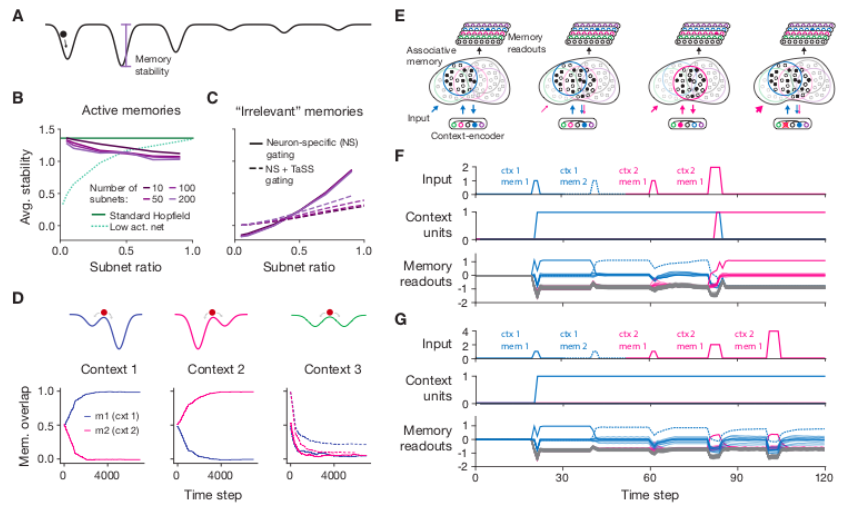 A
Memory
stability
B
Active memories
Avg. stability
1.5
1.0
0.5
0.0
Number of
subnets:
10
100
50
200
Standard Hopfield
Low act. net
0.0
0.5
1.0
Subnet ratio
C
"Irrelevant" memories
Neuron-specific (NS)
gating
NS + TaSS
gating
0.0
0.5
1.0
Subnet ratio
D
Context 1
Context 2
Context 3
Mem. overlap
1.0
0.5
0.0
m1 (cxt 1)
m2 (cxt 2)
0
4000
0
4000
0
4000
Time step
E
Associative
memory
Memory
readouts
Input
Context-encoder
F
Input
2
1
0
ctx 1
mem 1
ctx 1
mem 2
ctx 2
mem 1
ctx 2
mem 1
Context
units
1
0
Memory
readouts
1
0
-1
-2
G
Input
4
2
0
ctx 1
mem 1
ctx 1
mem 2
ctx 2
mem 1
ctx 2
mem 1
ctx 2
mem 1
Context
units
1
0
Memory
readouts
1
0
-1
-2
0
30
60
90
120
Time step